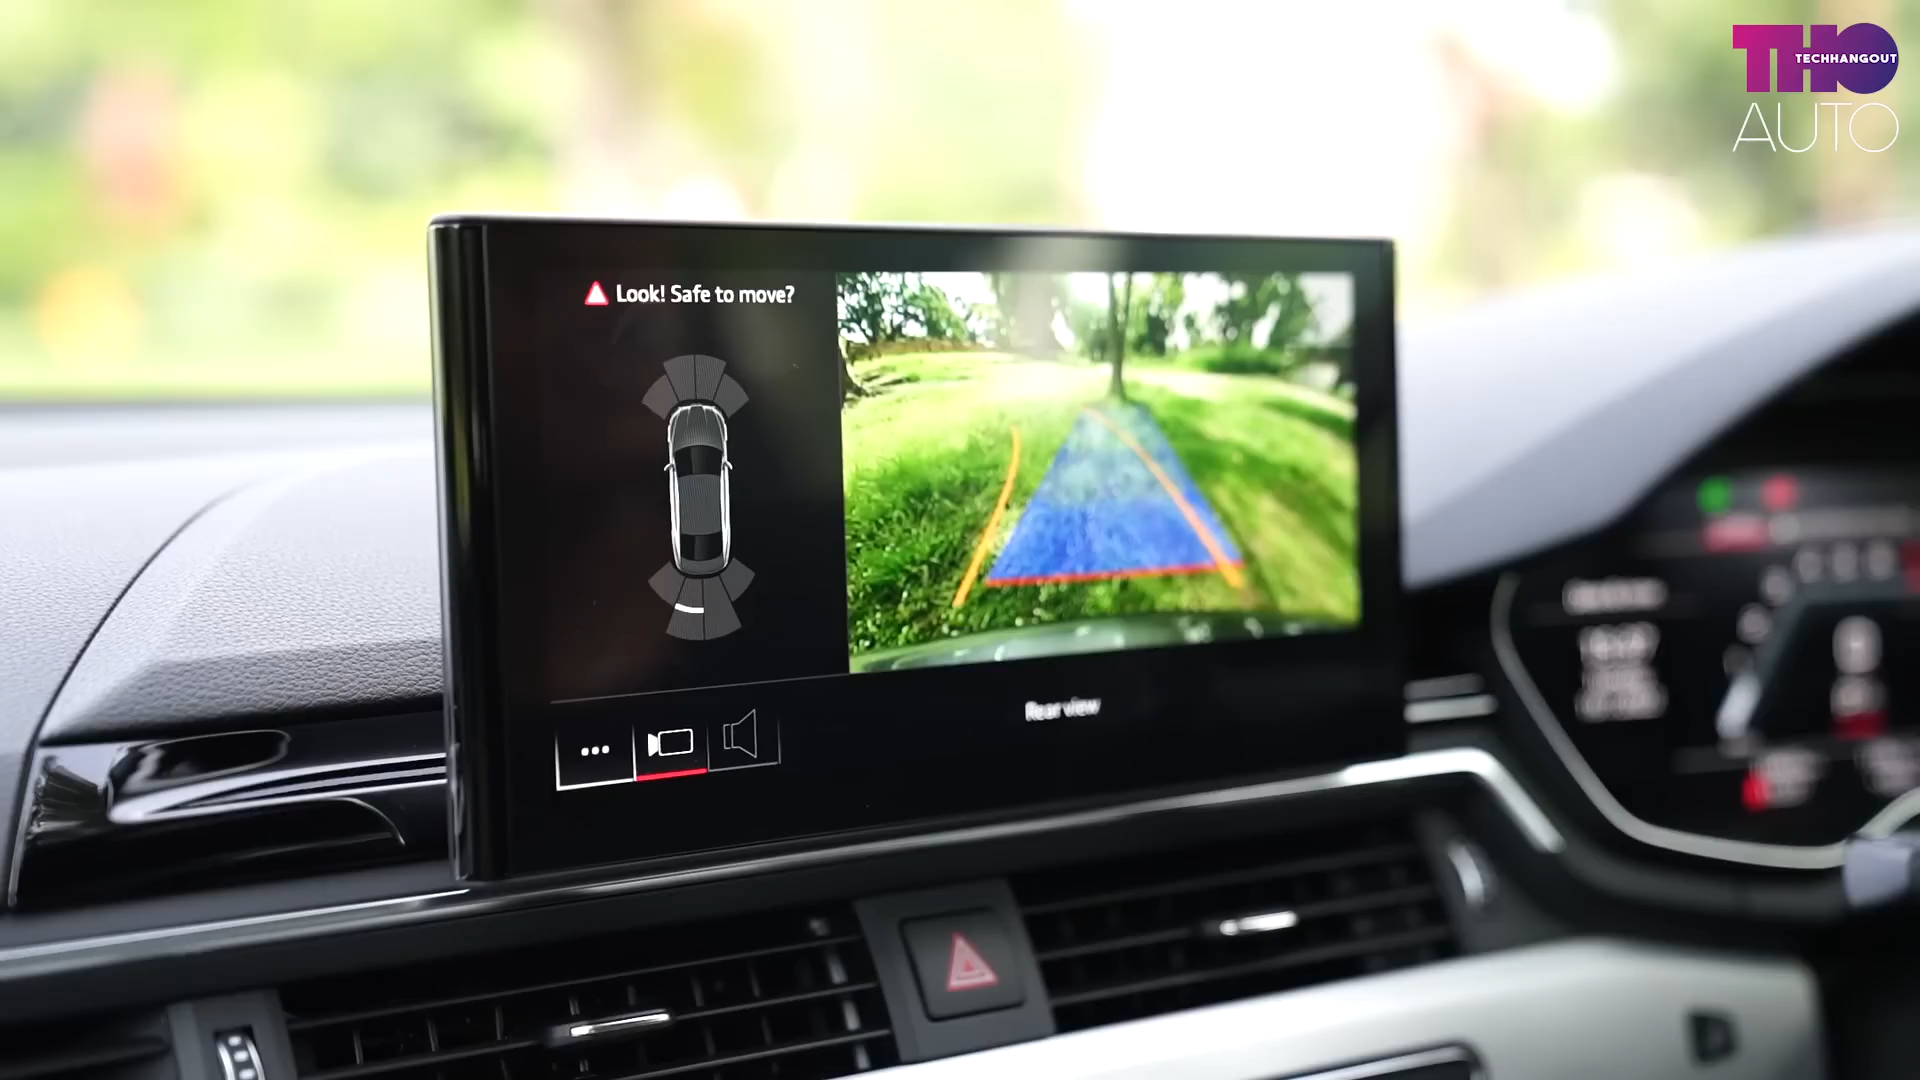 TECHHANGOUT
THO
AUTO
Look! Safe to move?
Rear view